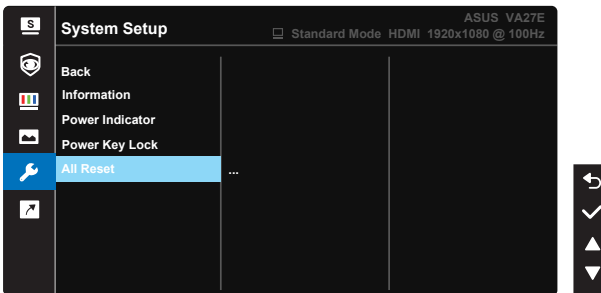 S
System Setup
ASUS VA27E
Standard Mode HDMI 1920x1080 @ 100Hz
Back
Information
Power Indicator
Power Key Lock
All Reset
...